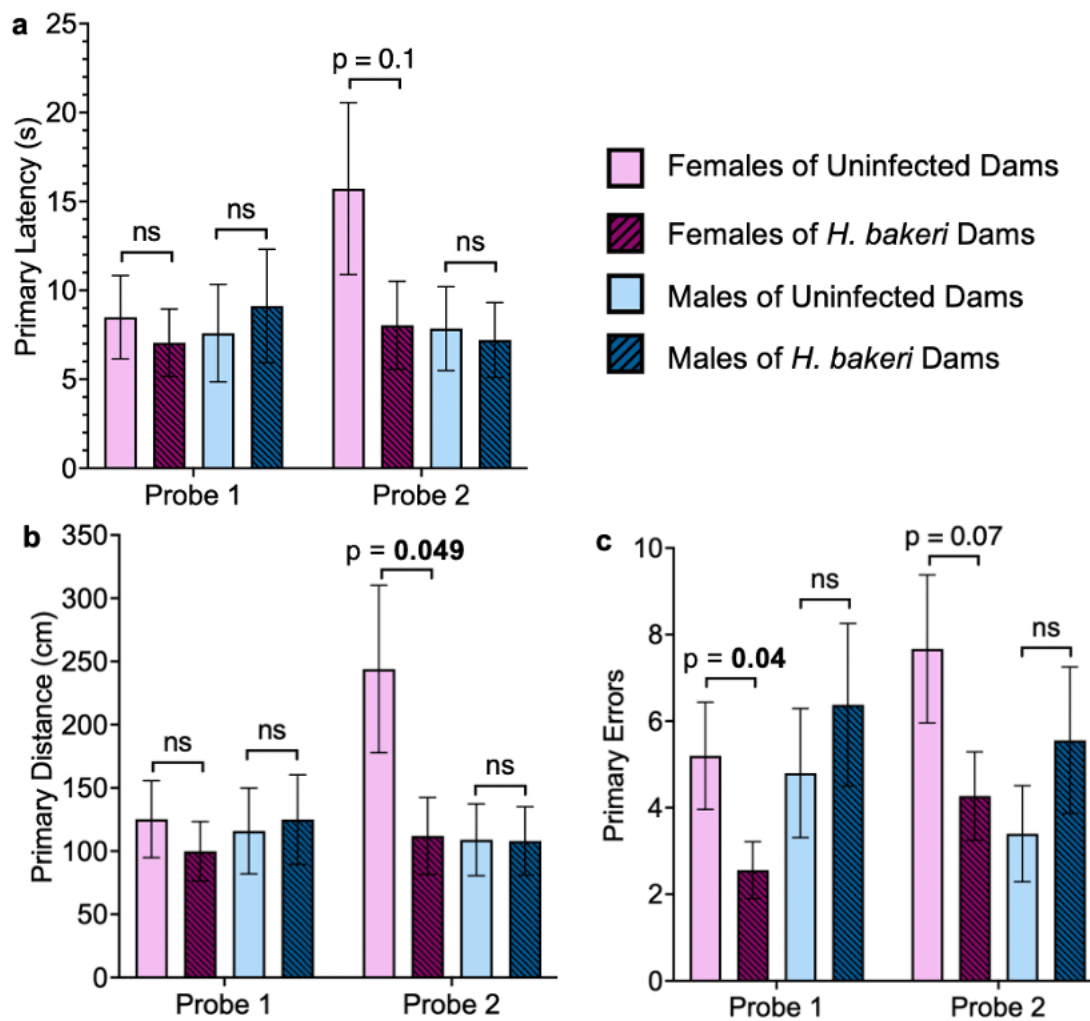 a
Primary Latency (s)
25
20
15
10
5
0
ns
ns
p = 0.1
ns
Probe 1
Probe 2
Females of Uninfected Dams
Females of H. bakeri Dams
Males of Uninfected Dams
Males of H. bakeri Dams
b
Primary Distance (cm)
350
300
250
200
150
100
50
0
ns
ns
p = 0.049
ns
Probe 1
Probe 2
c
Primary Errors
10
8
6
4
2
0
p = 0.04
ns
p = 0.07
ns
Probe 1
Probe 2